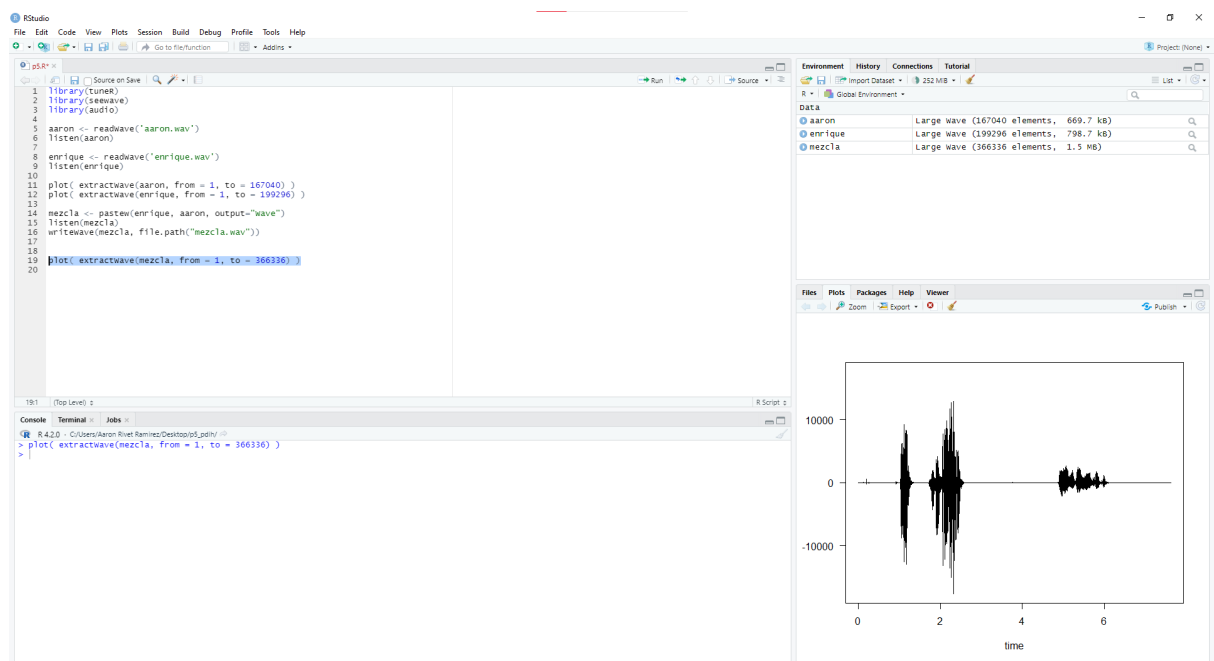 RStudio
File Edit Code View Plots Session Build Debug Profile Tools Help
Go to file/function Addins Project: (None)
p5.R*
Source on Save Run Source
1 library(tuneR)
2 library(seewave)
3 library(audio)
4
5 aaron <- readWave('aaron.wav')
6 listen(aaron)
7
8 enrique <- readWave('enrique.wav')
9 listen(enrique)
10
11 plot( extractWave(aaron, from = 1, to = 167040) )
12 plot( extractWave(enrique, from = 1, to = 199296) )
13
14 mezcla <- pastew(enrique, aaron, output="Wave")
15 listen(mezcla)
16 writeWave(mezcla, file.path("mezcla.wav"))
17
18
19 plot( extractWave(mezcla, from = 1, to = 366336) )
20
19:1 (Top Level) R Script
Console Terminal Jobs
R 4.2.0 · C:/Users/Aaron Rivet Ramirez/Desktop/p5_pdih/
> plot( extractWave(mezcla, from = 1, to = 366336) )
>
Environment History Connections Tutorial
Import Dataset 252 MiB List
R Global Environment
Data
aaron Large Wave (167040 elements, 669.7 kB)
enrique Large Wave (199296 elements, 798.7 kB)
mezcla Large Wave (366336 elements, 1.5 MB)
Files Plots Packages Help Viewer
Zoom Export Publish
10000
0
-10000
0 2 4 6
time